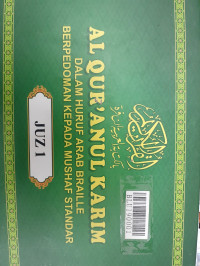 AL QUR'ANUL KARIM
DALAM HURUF ARAB BRAILLE
BERPEDOMAN KEPADA MUSHAF STANDAR
JUZ 1